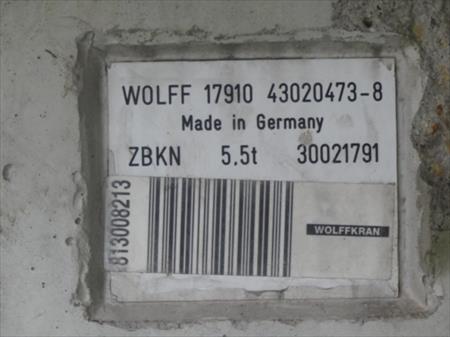 WOLFF 17910 43020473-8
Made in Germany
ZBKN 5.5t 30021791
813008213
WOLFFKRAN